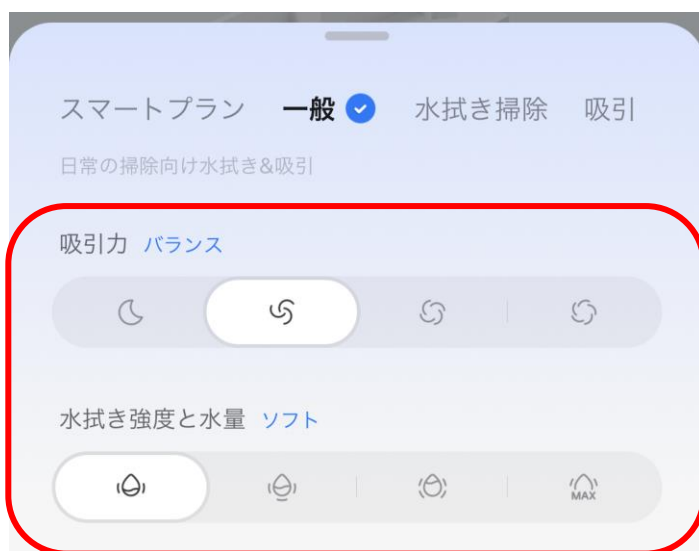 スマートプラン 一般 水拭き掃除 吸引
日常の掃除向け水拭き&吸引
吸引力 バランス
水拭き強度と水量 ソフト
MAX